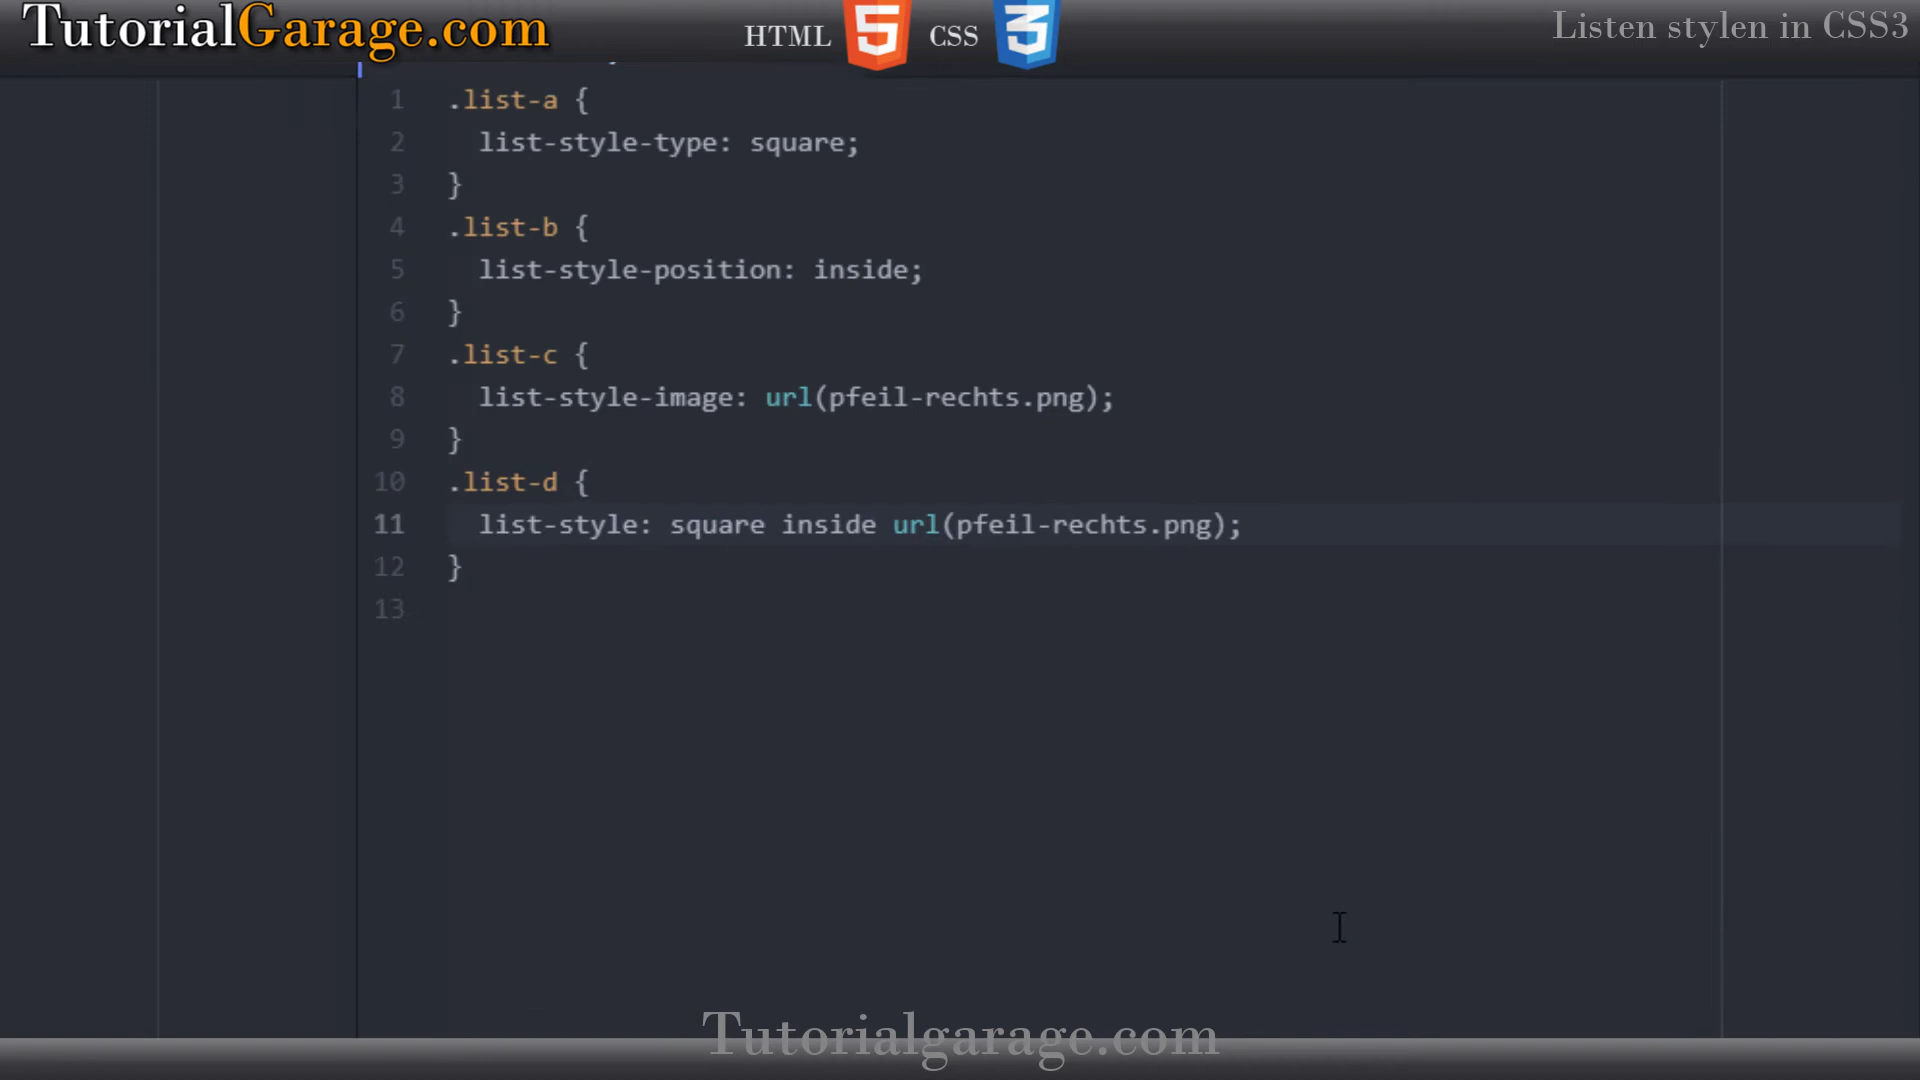 TutorialGarage.com HTML 5 CSS 3 Listen stylen in CSS3
1 .list-a {
2 list-style-type: square;
3 }
4 .list-b {
5 list-style-position: inside;
6 }
7 .list-c {
8 list-style-image: url(pfeil-rechts.png);
9 }
10 .list-d {
11 list-style: square inside url(pfeil-rechts.png);
12 }
13
Tutorialgarage.com